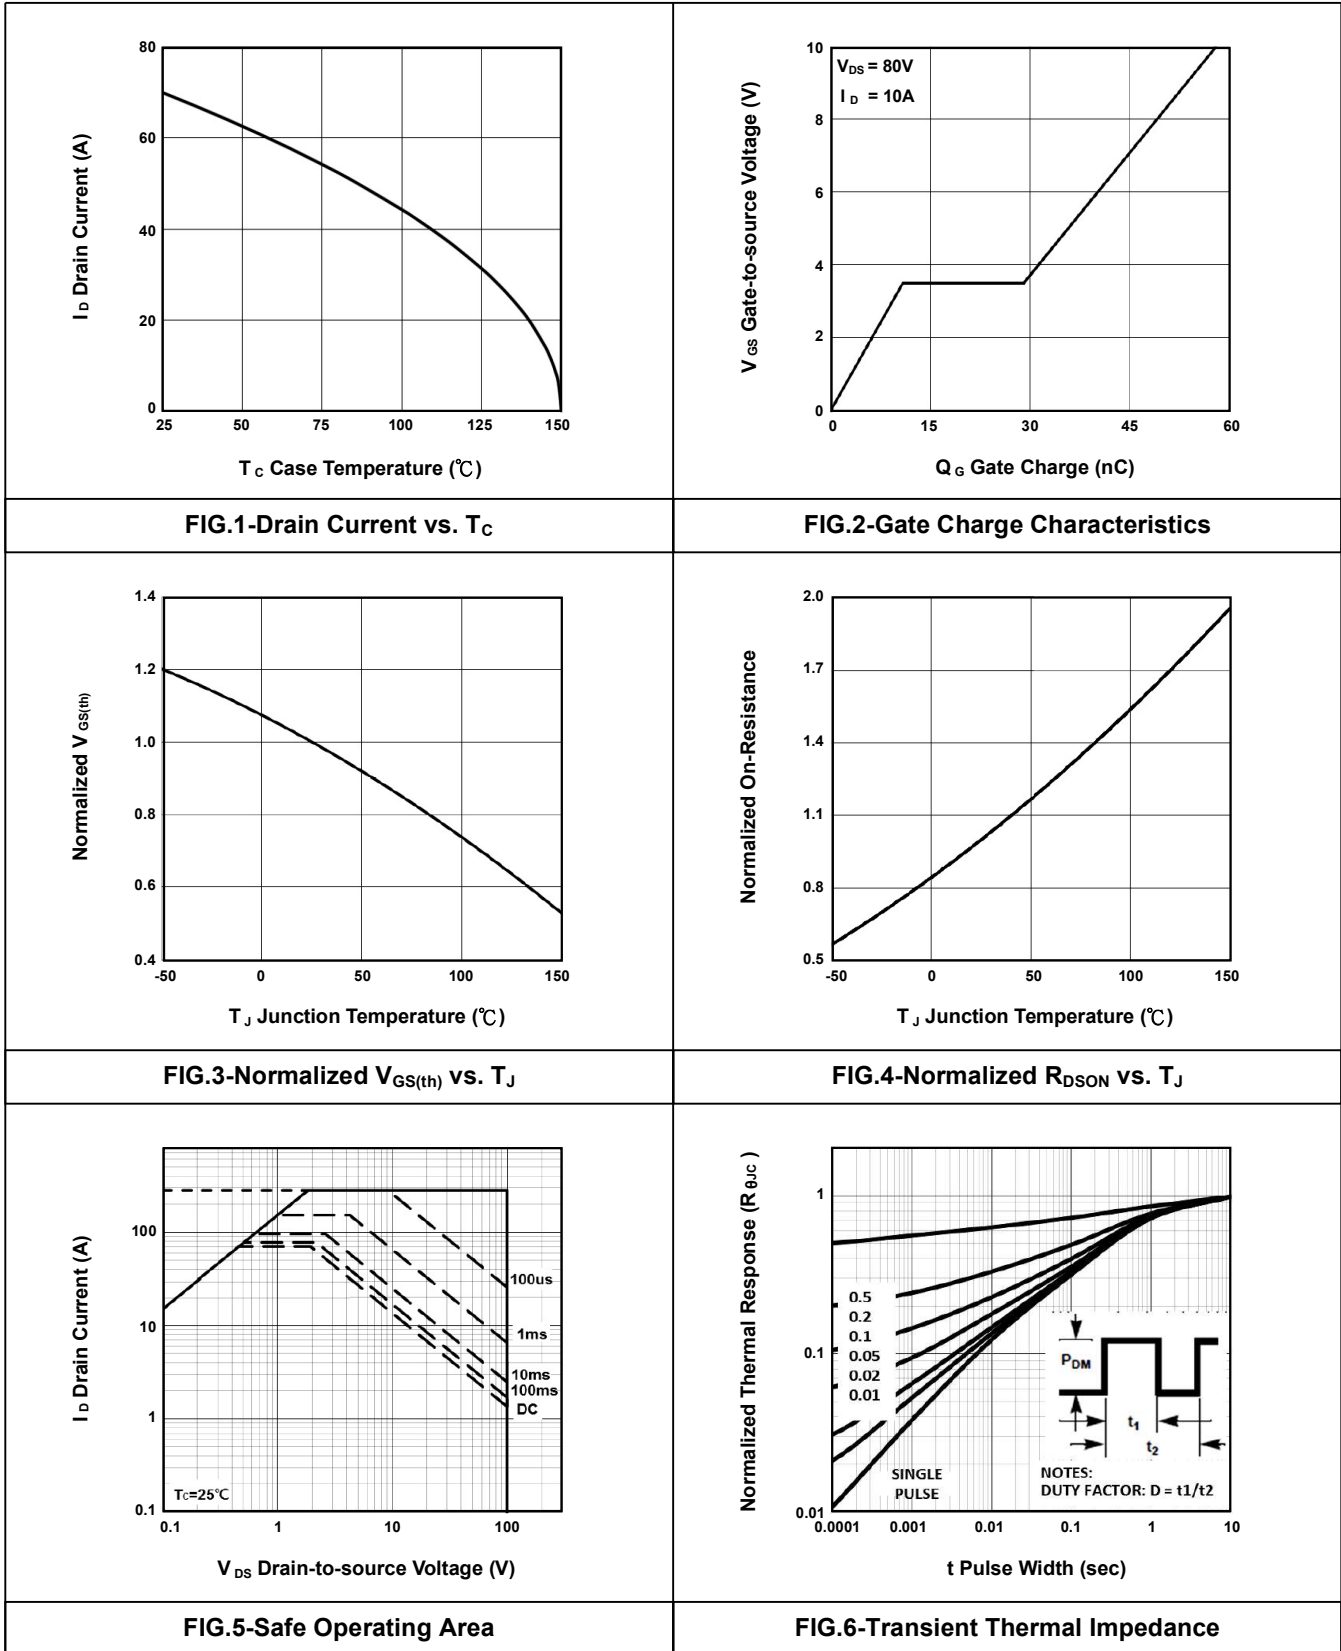 I D Drain Current (A)
80
60
40
20
0
25 50 75 100 125 150
T C Case Temperature (℃)
FIG.1-Drain Current vs. TC
V GS Gate-to-source Voltage (V)
10
8
6
4
2
0
VDS = 80V
I D = 10A
0 15 30 45 60
Q G Gate Charge (nC)
FIG.2-Gate Charge Characteristics
Normalized V GS(th)
1.4
1.2
1.0
0.8
0.6
0.4
-50 0 50 100 150
T J Junction Temperature (℃)
FIG.3-Normalized VGS(th) vs. TJ
Normalized On-Resistance
2.0
1.7
1.4
1.1
0.8
0.5
-50 0 50 100 150
T J Junction Temperature (℃)
FIG.4-Normalized RDSON vs. TJ
I D Drain Current (A)
100
10
1
0.1
100us
1ms
10ms
100ms
DC
Tc=25℃
0.1 1 10 100
V DS Drain-to-source Voltage (V)
FIG.5-Safe Operating Area
Normalized Thermal Response (R θJC )
1
0.1
0.01
0.5
0.2
0.1
0.05
0.02
0.01
SINGLE
PULSE
PDM
t1
t2
NOTES:
DUTY FACTOR: D = t1/t2
0.0001 0.001 0.01 0.1 1 10
t Pulse Width (sec)
FIG.6-Transient Thermal Impedance